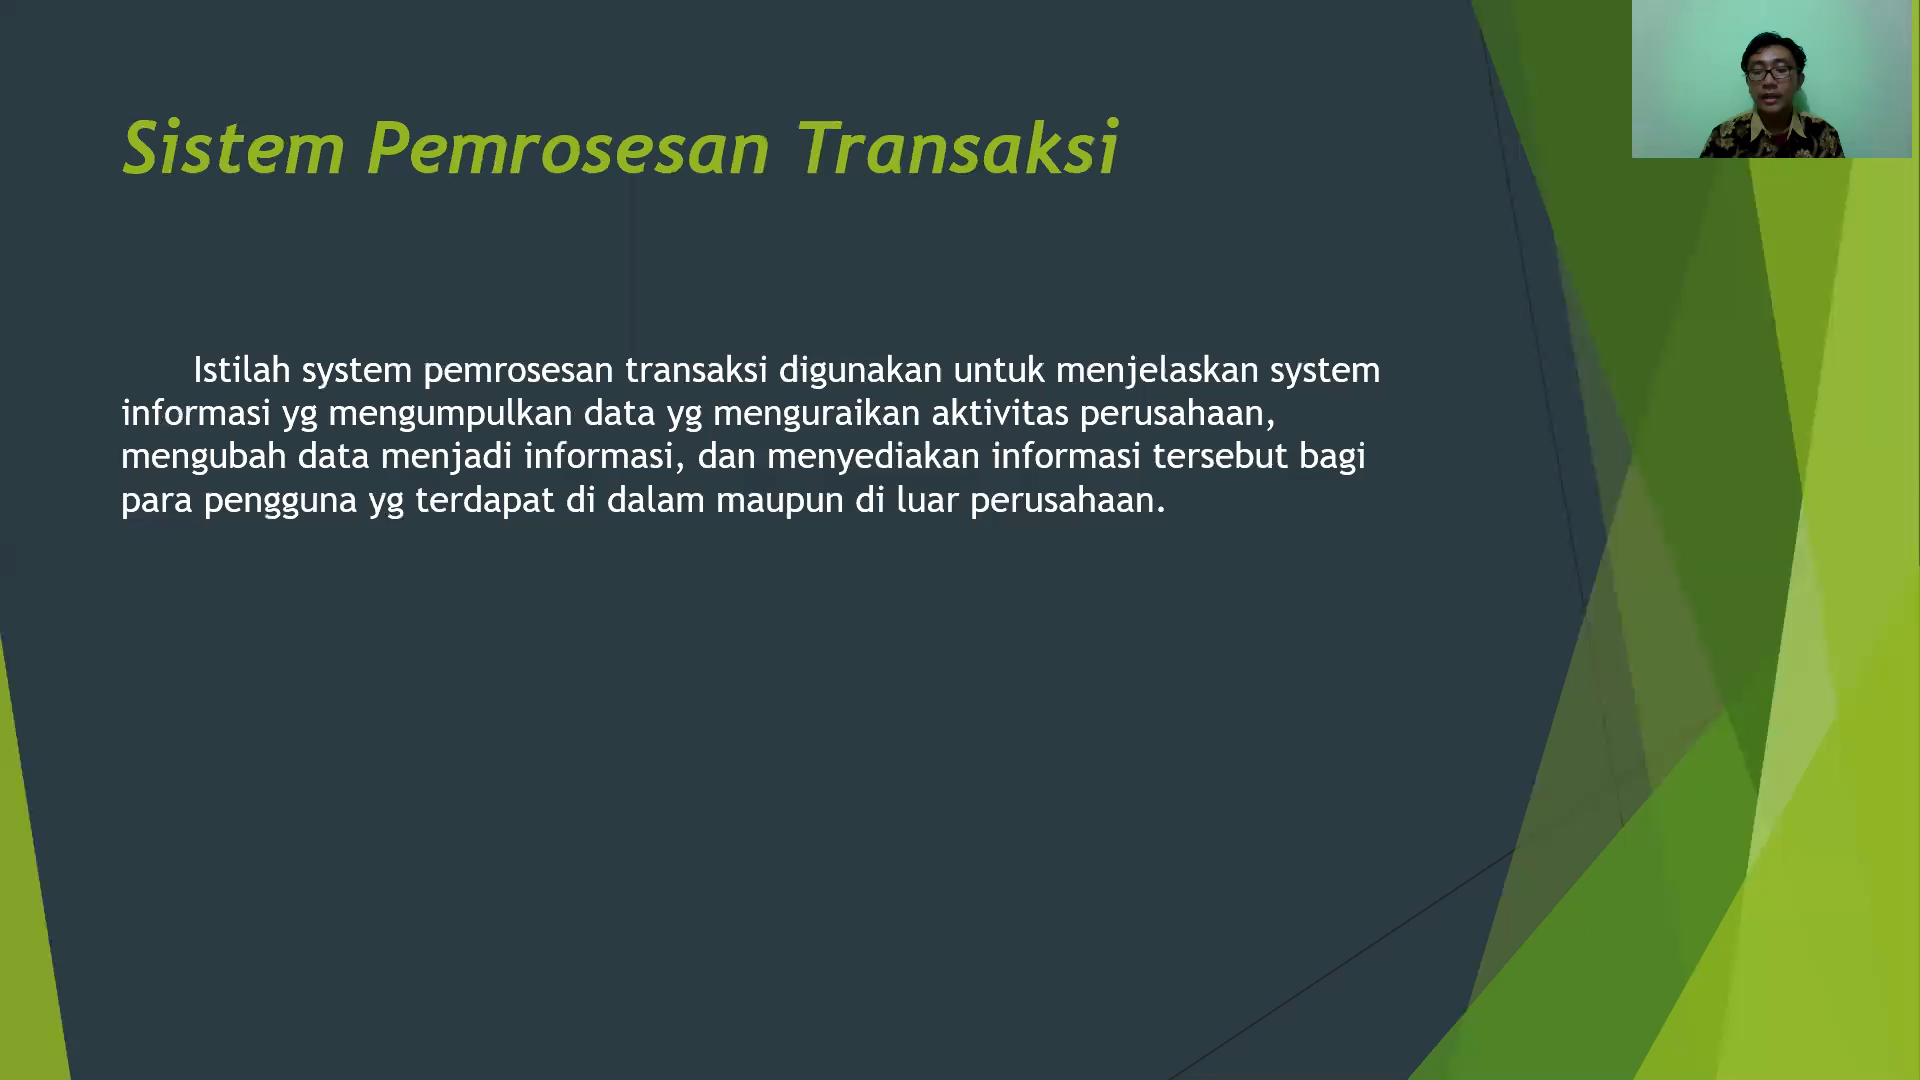 Sistem Pemrosesan Transaksi
Istilah system pemrosesan transaksi digunakan untuk menjelaskan system
informasi yg mengumpulkan data yg menguraikan aktivitas perusahaan,
mengubah data menjadi informasi, dan menyediakan informasi tersebut bagi
para pengguna yg terdapat di dalam maupun di luar perusahaan.